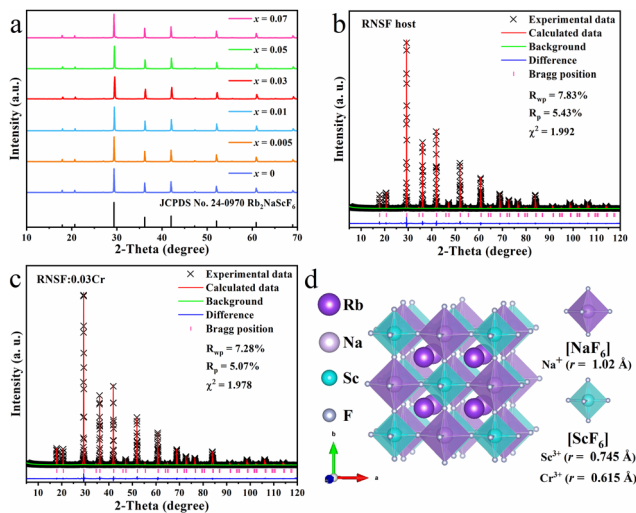 a
x = 0.07
x = 0.05
x = 0.03
x = 0.01
x = 0.005
x = 0
JCPDS No. 24-0970 Rb₂NaScF₆
Intensity (a. u.)
10 20 30 40 50 60 70
2-Theta (degree)
b
RNSF host
Experimental data
Calculated data
Background
Difference
Bragg position
R_wp = 7.83%
R_p = 5.43%
χ² = 1.992
Intensity (a. u.)
10 20 30 40 50 60 70 80 90 100 110 120
2-Theta (degree)
c
RNSF:0.03Cr
Experimental data
Calculated data
Background
Difference
Bragg position
R_wp = 7.28%
R_p = 5.07%
χ² = 1.978
Intensity (a. u.)
10 20 30 40 50 60 70 80 90 100 110 120
2-Theta (degree)
d
Rb
Na
Sc
F
b
a
[NaF₆]
Na⁺ (r = 1.02 Å)
[ScF₆]
Sc³⁺ (r = 0.745 Å)
Cr³⁺ (r = 0.615 Å)